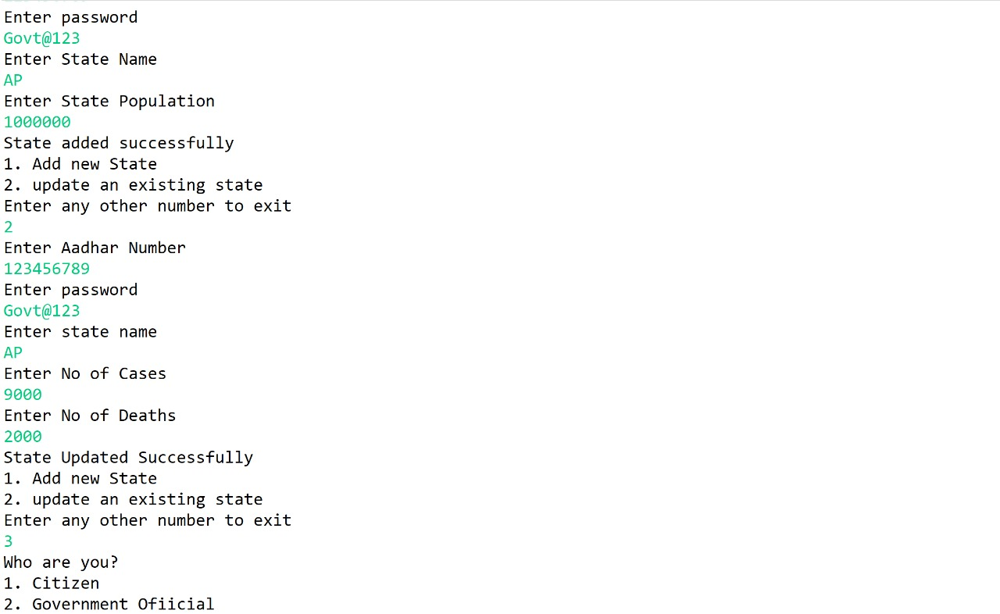 Enter password
Govt@123
Enter State Name
AP
Enter State Population
1000000
State added successfully
1. Add new State
2. update an existing state
Enter any other number to exit
2
Enter Aadhar Number
123456789
Enter password
Govt@123
Enter state name
AP
Enter No of Cases
9000
Enter No of Deaths
2000
State Updated Successfully
1. Add new State
2. update an existing state
Enter any other number to exit
3
Who are you?
1. Citizen
2. Government Ofiicial